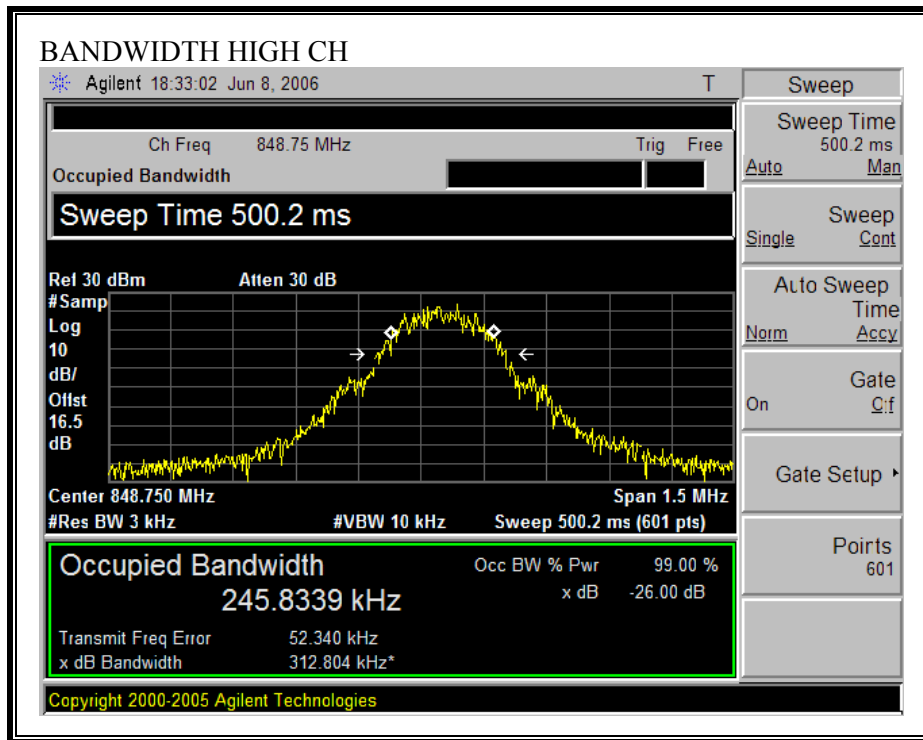 BANDWIDTH HIGH CH
Agilent 18:33:02 Jun 8, 2006 T
Sweep
Ch Freq 848.75 MHz Trig Free
Occupied Bandwidth
Sweep Time 500.2 ms
Ref 30 dBm Atten 30 dB
#Samp
Log
10
dB/
Offst
16.5
dB
Center 848.750 MHz Span 1.5 MHz
#Res BW 3 kHz #VBW 10 kHz Sweep 500.2 ms (601 pts)
Occupied Bandwidth Occ BW % Pwr 99.00 %
245.8339 kHz x dB -26.00 dB
Transmit Freq Error 52.340 kHz
x dB Bandwidth 312.804 kHz*
Copyright 2000-2005 Agilent Technologies
Sweep Time
500.2 ms
Auto Man
Sweep
Single Cont
Auto Sweep
Time
Norm Accy
Gate
On Off
Gate Setup
Points
601